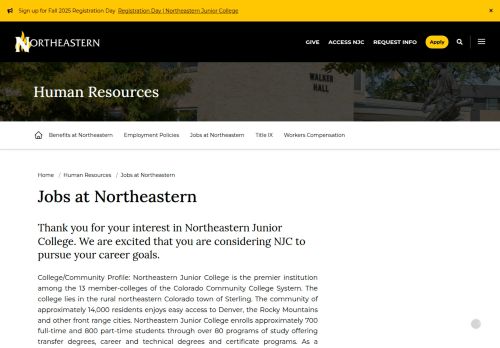 Sign up for Fall 2025 Registration Day Registration Day | Northeastern Junior College ×
NORTHEASTERN GIVE ACCESS NJC REQUEST INFO Apply
WALKER
HALL
Human Resources
Benefits at Northeastern Employment Policies Jobs at Northeastern Title IX Workers Compensation
Home / Human Resources / Jobs at Northeastern
Jobs at Northeastern
Thank you for your interest in Northeastern Junior
College. We are excited that you are considering NJC to
pursue your career goals.
College/Community Profile: Northeastern Junior College is the premier institution
among the 13 member-colleges of the Colorado Community College System. The
college lies in the rural northeastern Colorado town of Sterling. The community of
approximately 14,000 residents enjoys easy access to Denver, the Rocky Mountains
and other front range cities. Northeastern Junior College enrolls approximately 700
full-time and 800 part-time students through over 80 programs of study offering
transfer degrees, career and technical degrees and certificate programs. As a